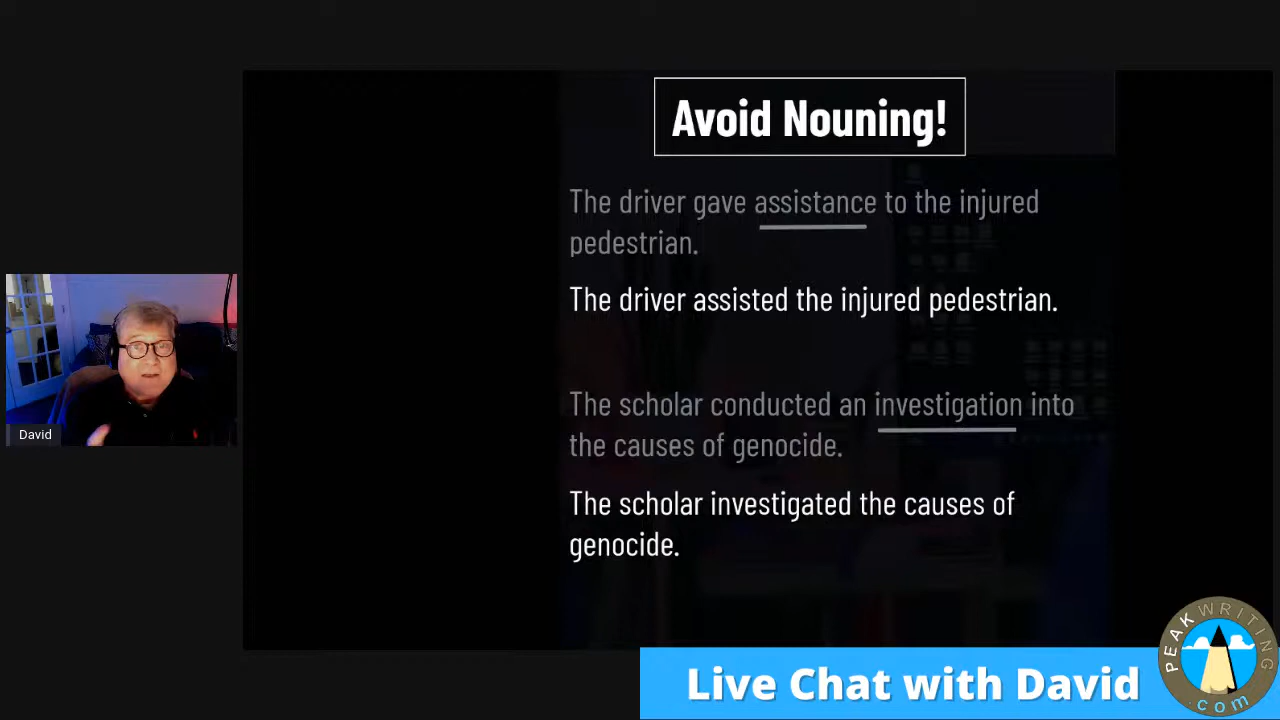 Avoid Nouning!
The driver gave assistance to the injured
pedestrian.
The driver assisted the injured pedestrian.
The scholar conducted an investigation into
the causes of genocide.
The scholar investigated the causes of
genocide.
David
Live Chat with David
PEAKWRITING
.com